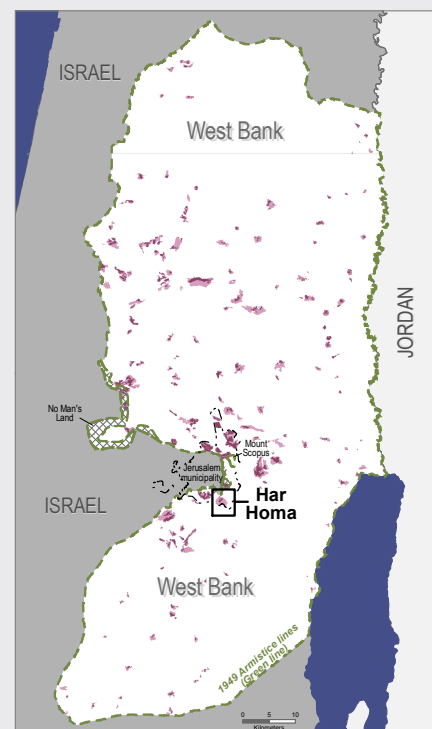 ISRAEL
West Bank
JORDAN
No Man's
Land
Mount
Scopus
Jerusalem
municipality
Har
Homa
ISRAEL
West Bank
1949 Armistice lines
(Green line)
0 5 10
Kilometers